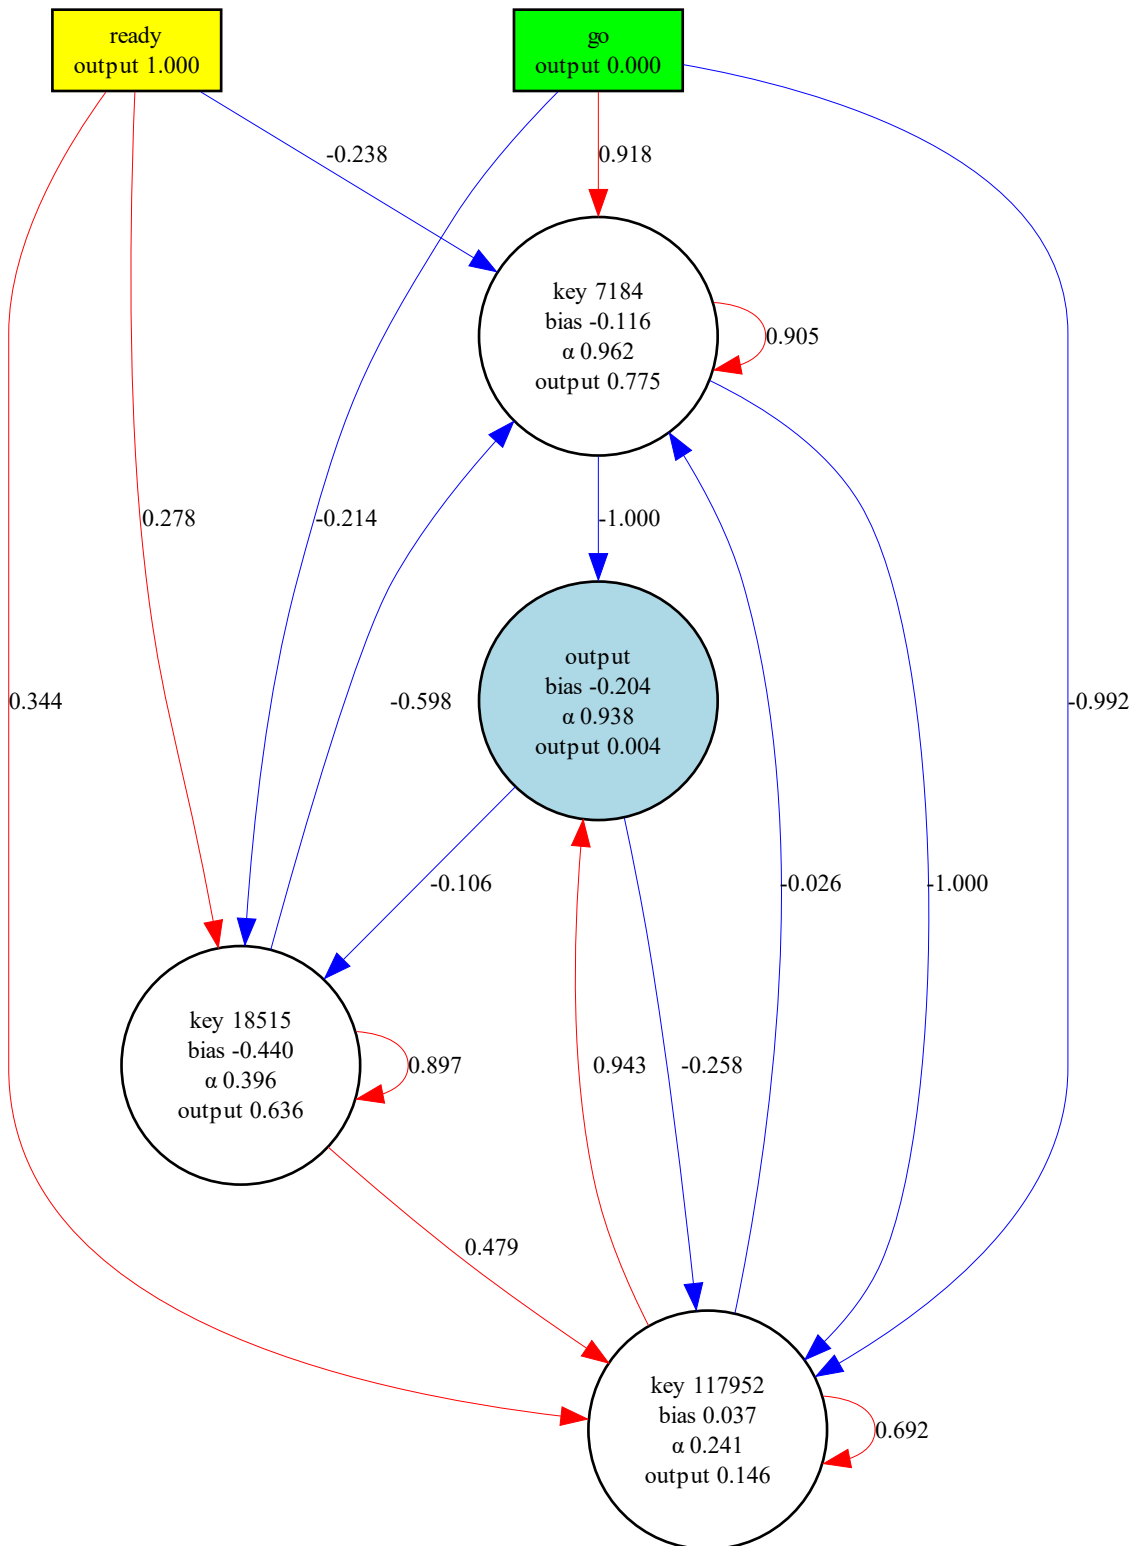 ready
output 1.000
go
output 0.000
-0.238
0.918
key 7184
bias -0.116
α 0.962
output 0.775
0.905
0.278
-0.214
-1.000
output
bias -0.204
α 0.938
output 0.004
0.344
-0.598
-0.992
-0.106
-0.026
-1.000
key 18515
bias -0.440
α 0.396
output 0.636
0.897
0.943
-0.258
0.479
key 117952
bias 0.037
α 0.241
output 0.146
0.692